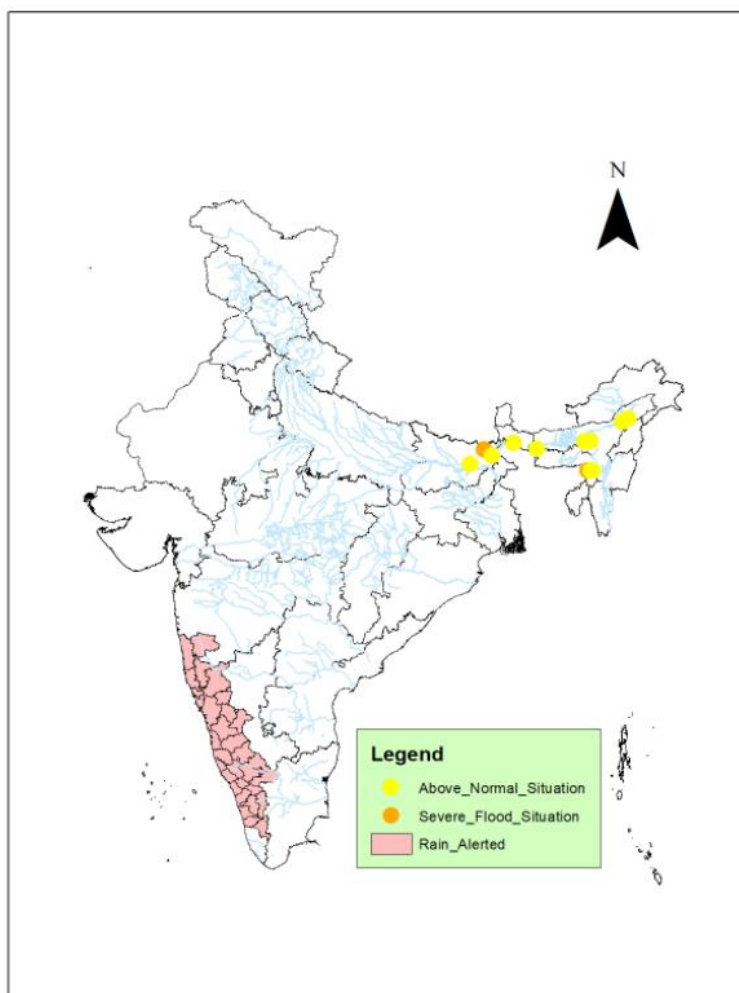 N
Legend
Above_Normal_Situation
Severe_Flood_Situation
Rain_Alerted